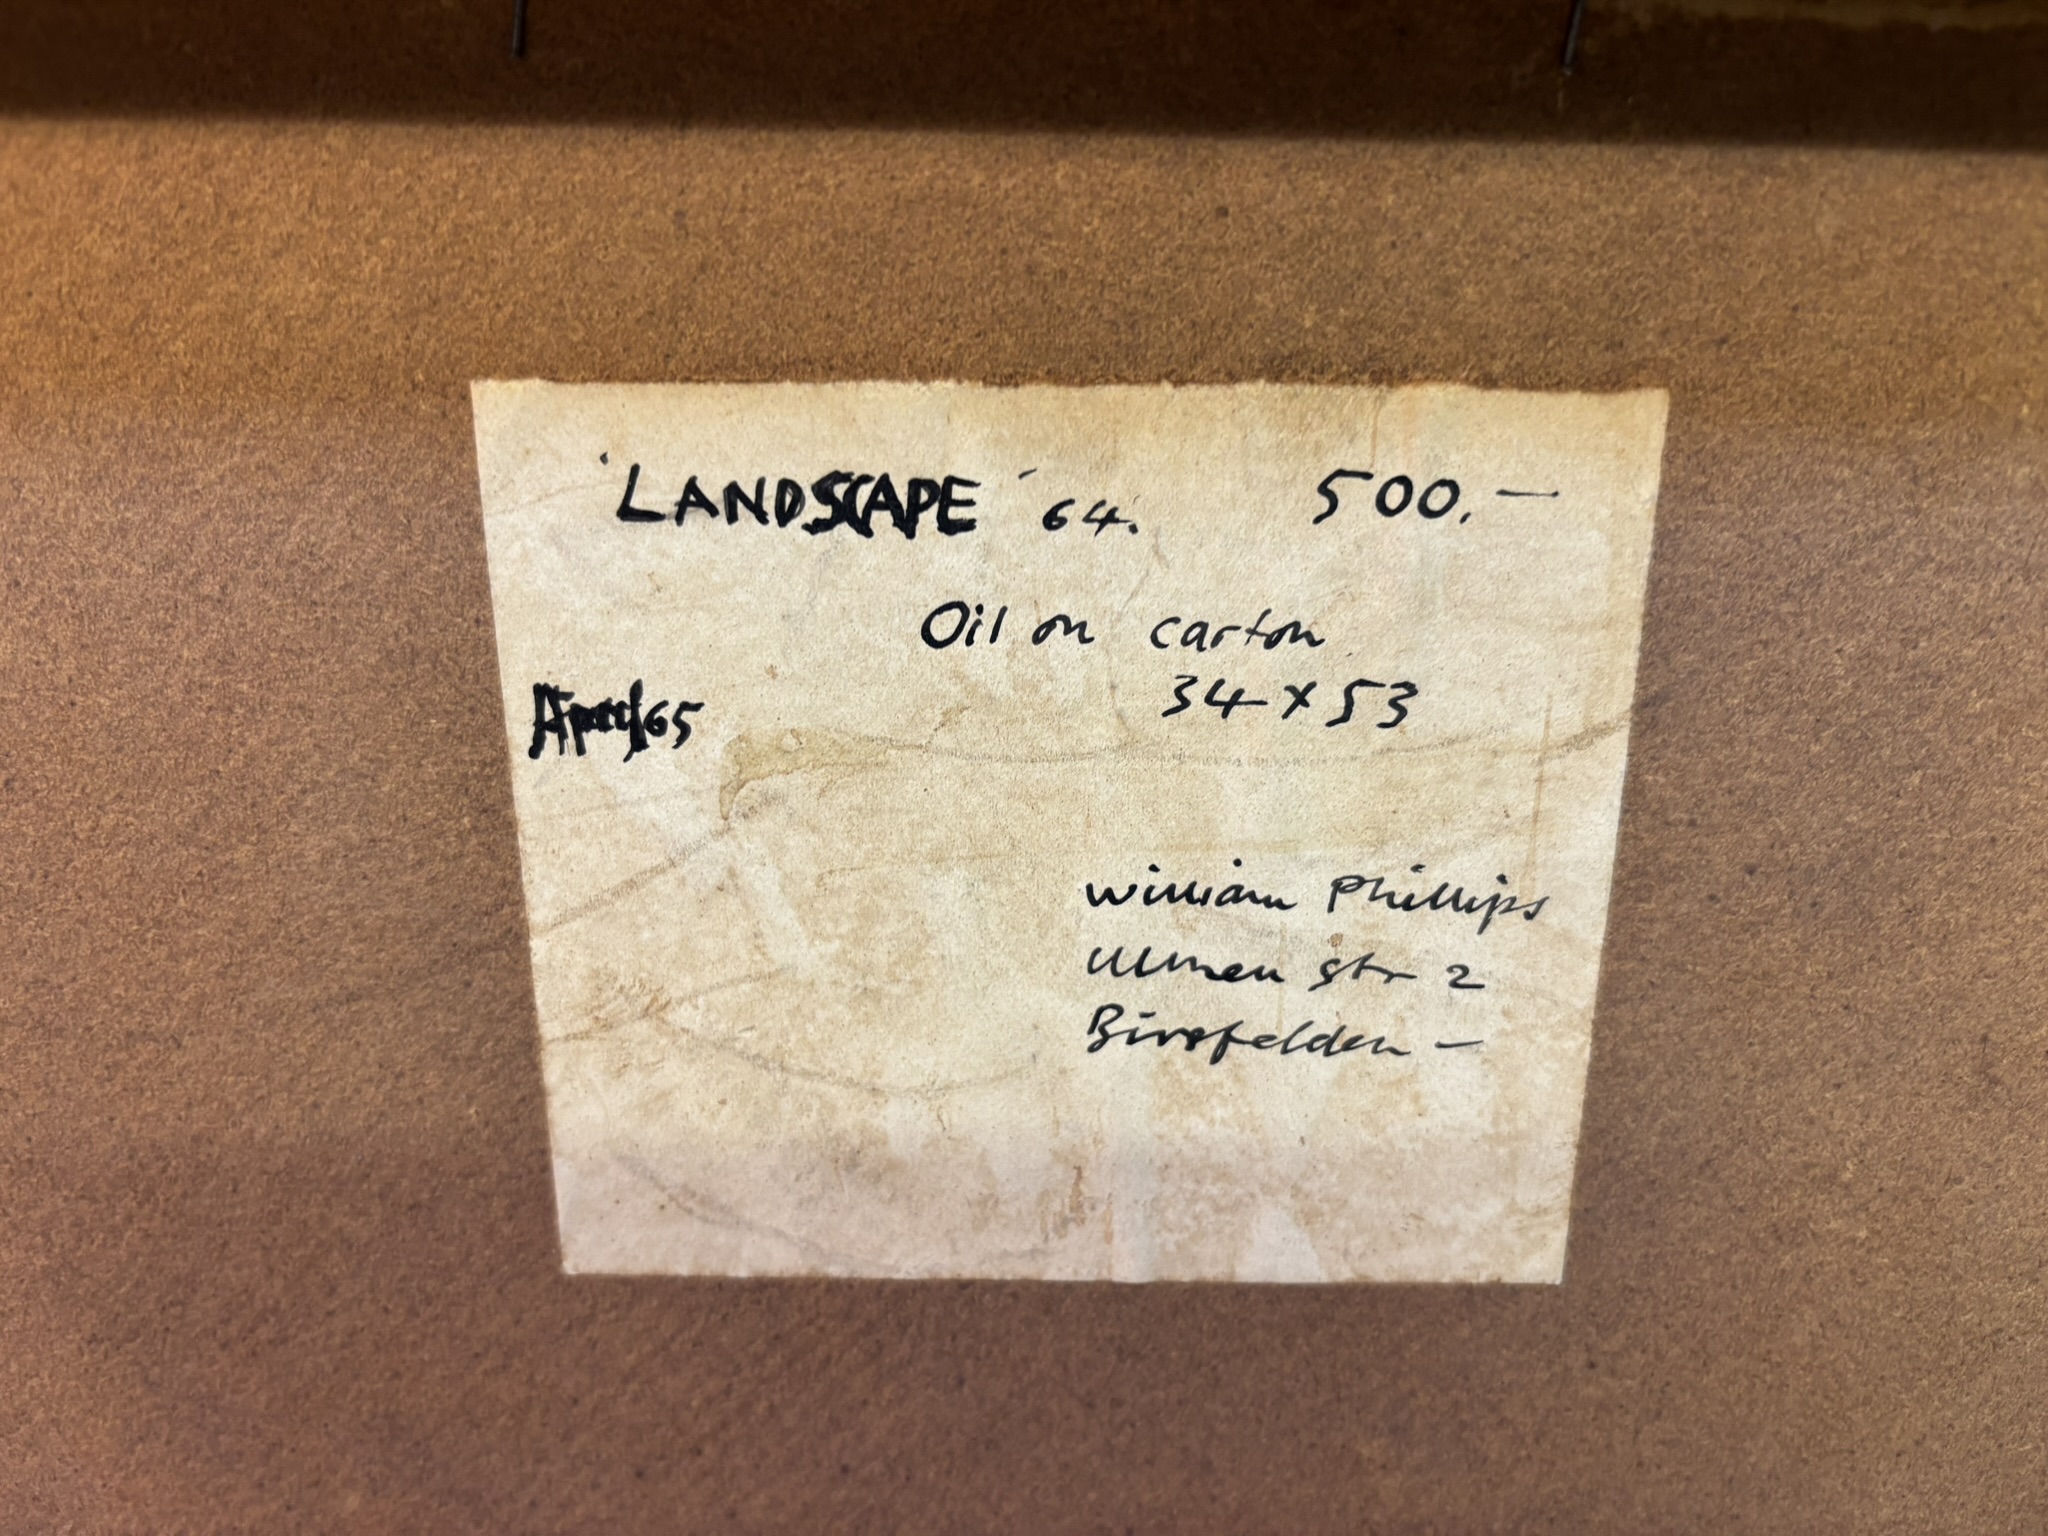 'LANDSCAPE' 64. 500.—
Oil on carton
34 x 53
April/65
William Phillips
Ulmen str 2
Birsfelden —